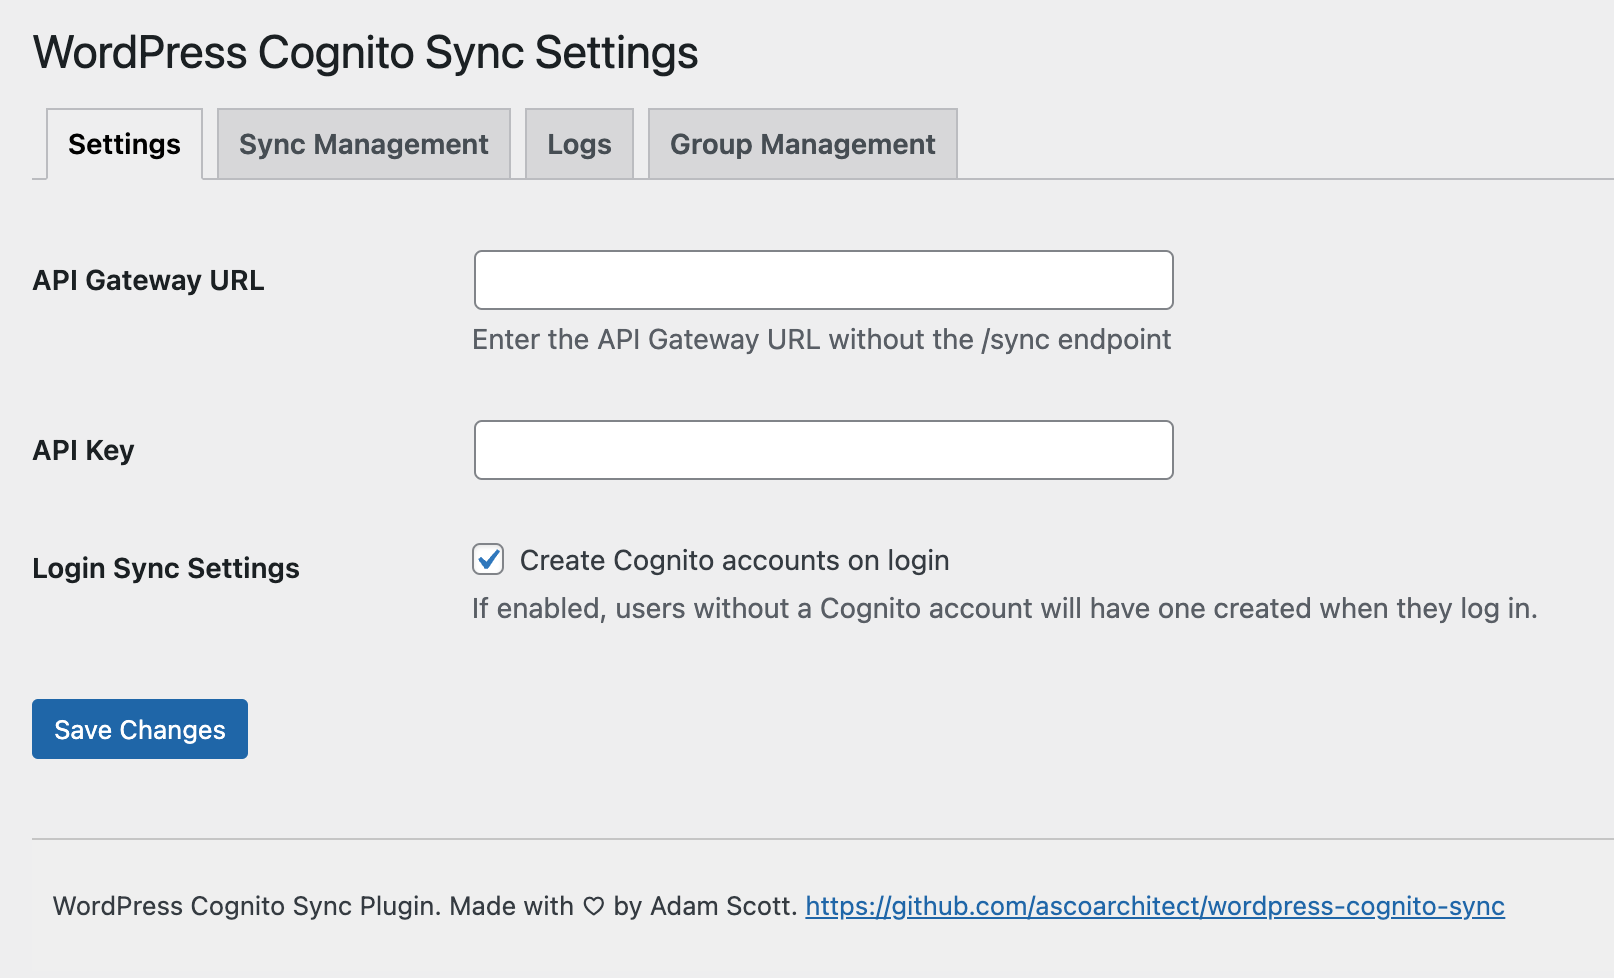 WordPress Cognito Sync Settings
Settings
Sync Management
Logs
Group Management
API Gateway URL
Enter the API Gateway URL without the /sync endpoint
API Key
Login Sync Settings
Create Cognito accounts on login
If enabled, users without a Cognito account will have one created when they log in.
Save Changes
WordPress Cognito Sync Plugin. Made with ♡ by Adam Scott. https://github.com/ascoarchitect/wordpress-cognito-sync